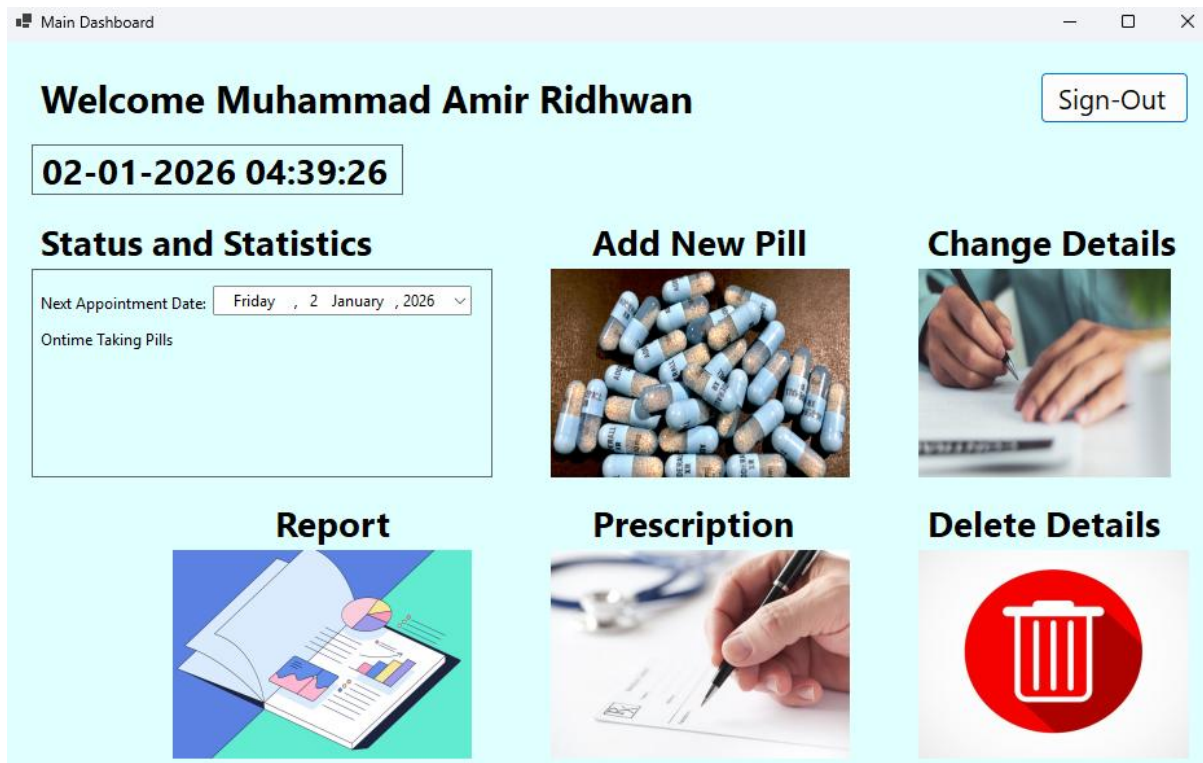 Main Dashboard
Welcome Muhammad Amir Ridhwan
Sign-Out
02-01-2026 04:39:26
Status and Statistics
Add New Pill
Change Details
Next Appointment Date: Friday , 2 January , 2026
Ontime Taking Pills
Report
Prescription
Delete Details